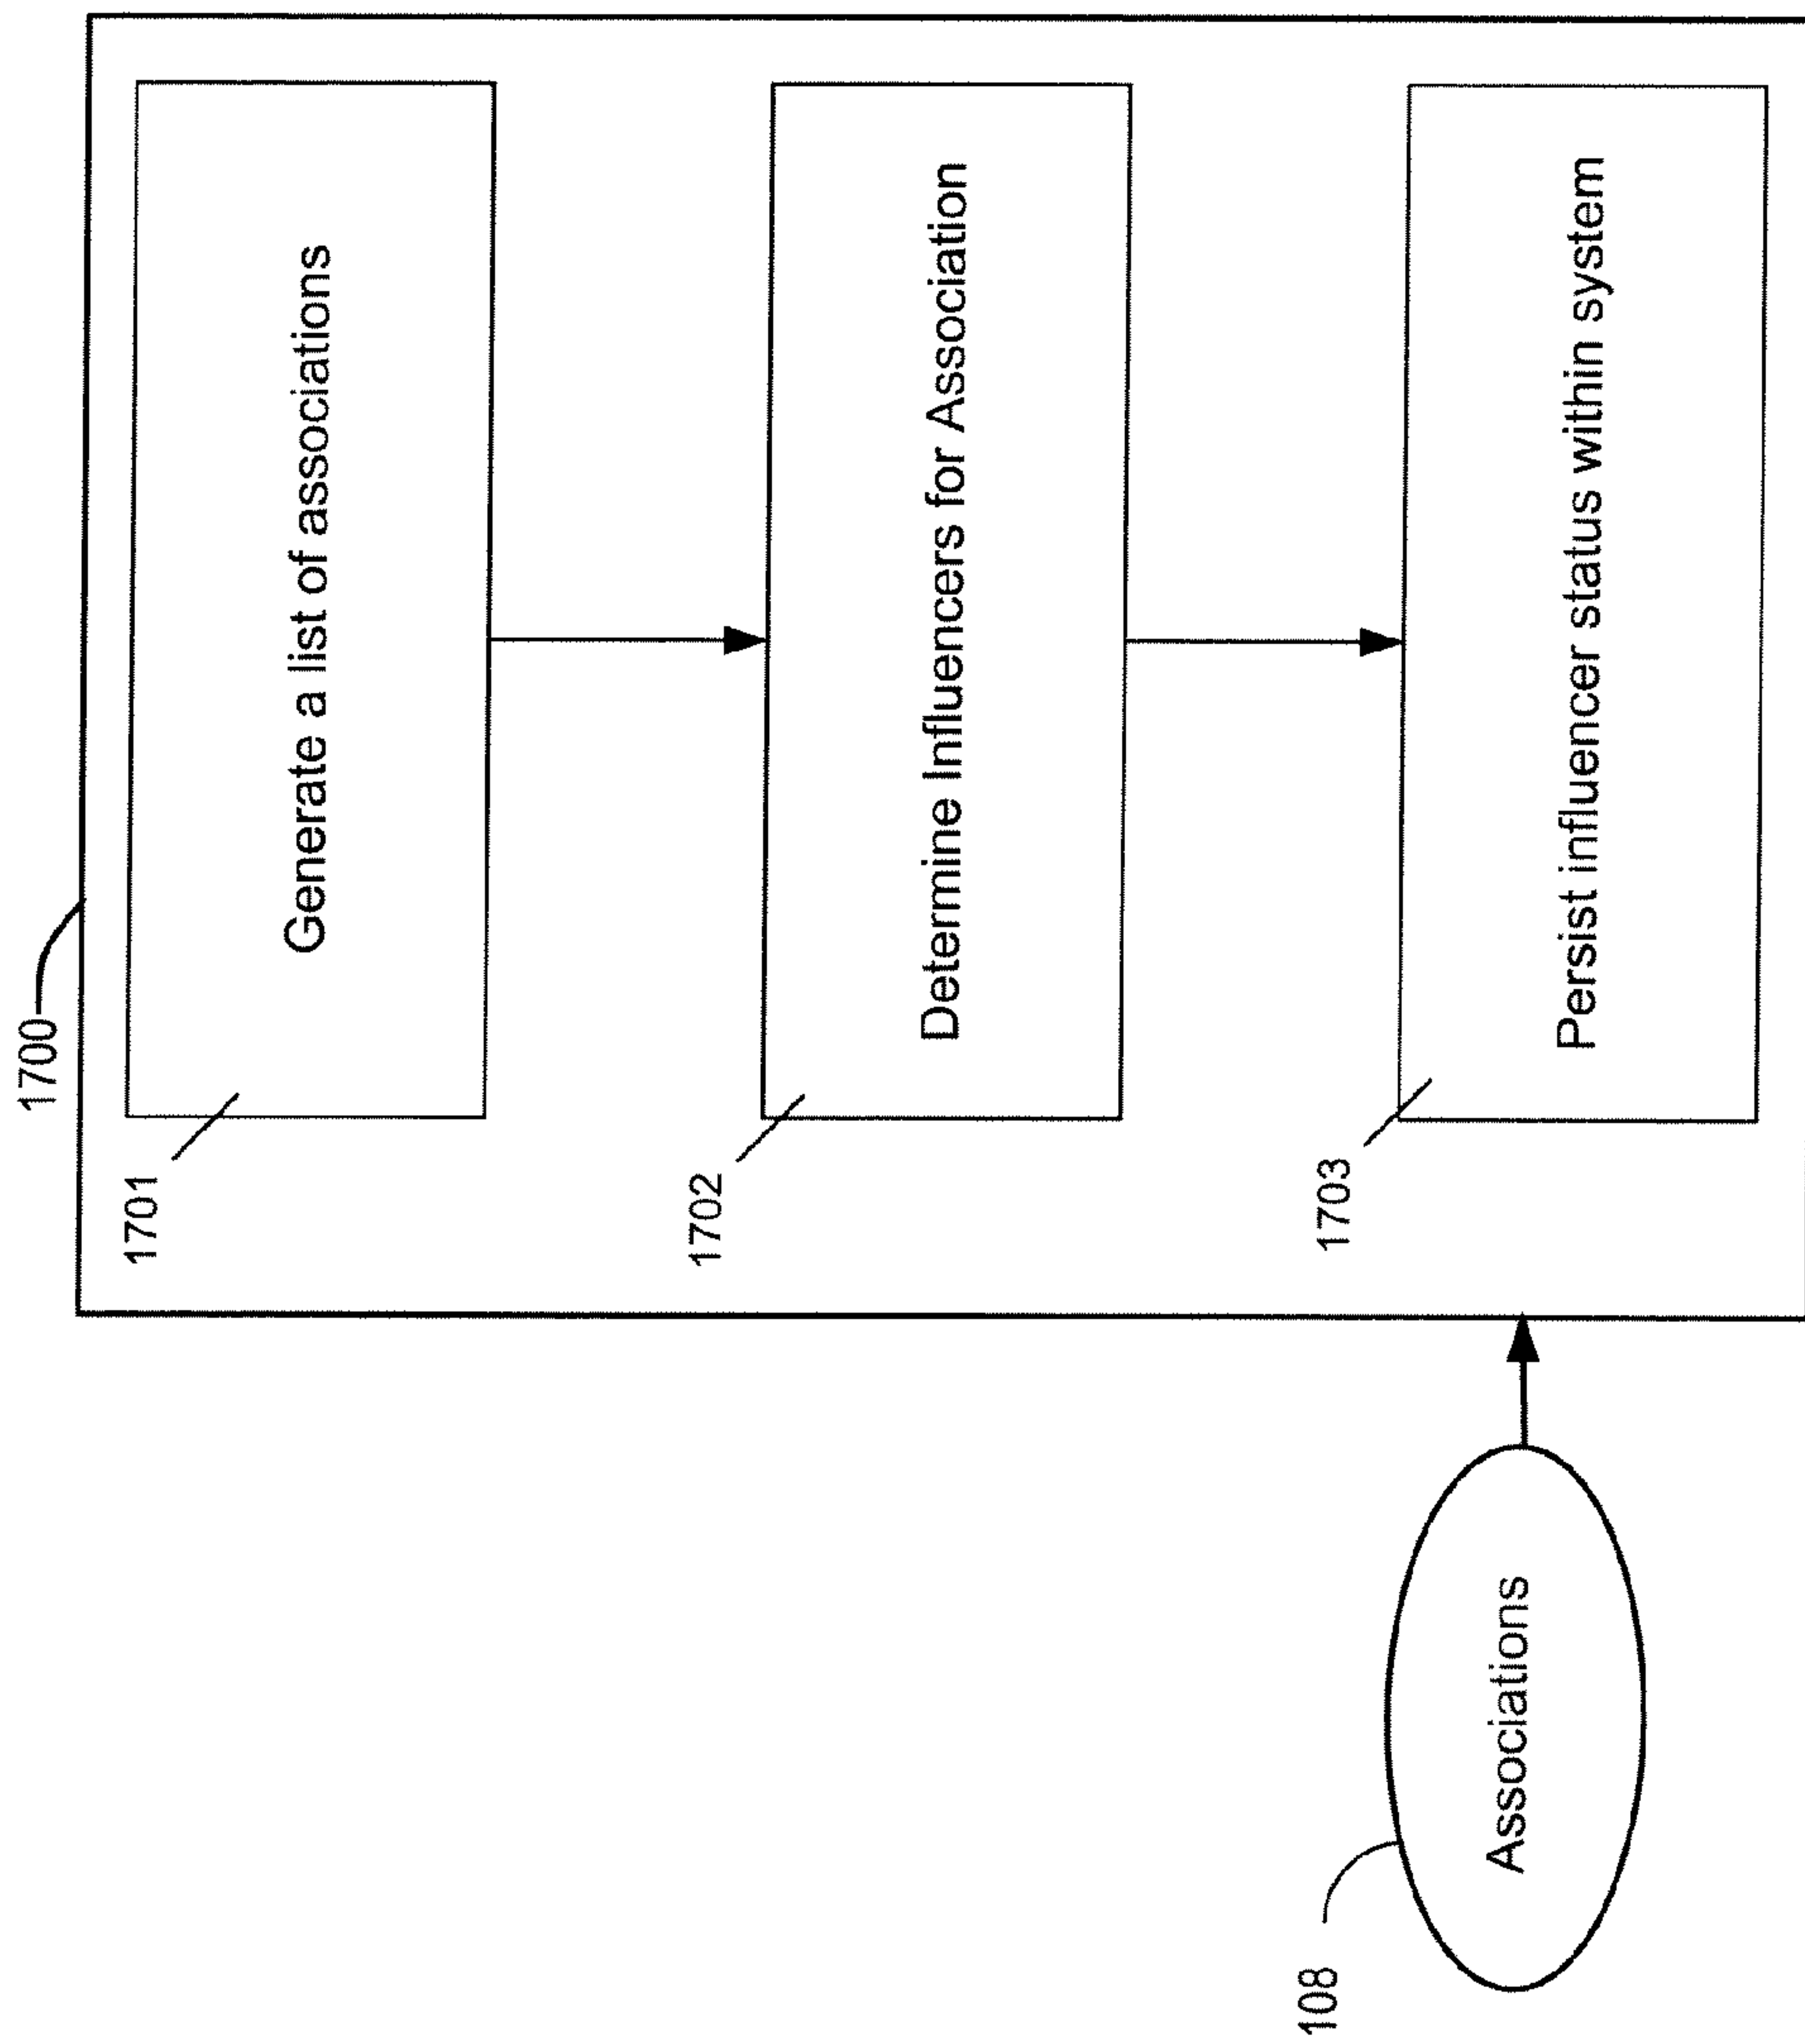 1700
1701
Generate a list of associations
1702
Determine Influencers for Association
1703
Persist influencer status within system
108
Associations